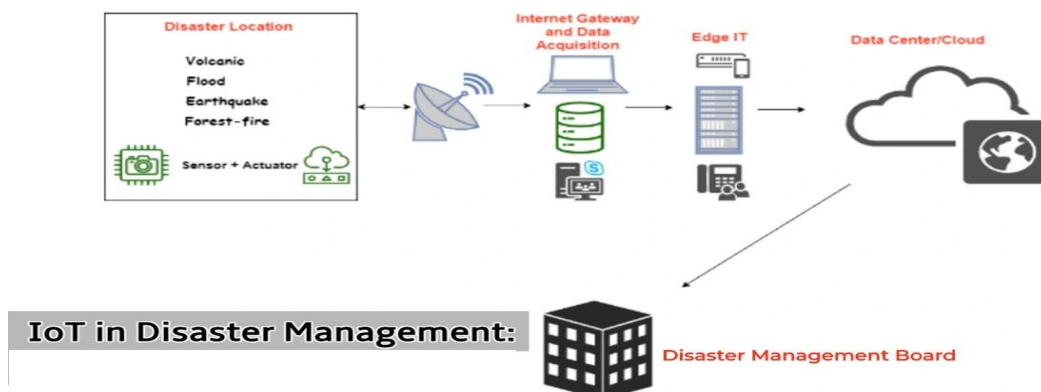 Disaster Location
Volcanic
Flood
Earthquake
Forest-fire
Sensor + Actuator
Internet Gateway
and Data
Acquisition
Edge IT
Data Center/Cloud
S
IoT in Disaster Management:
Disaster Management Board